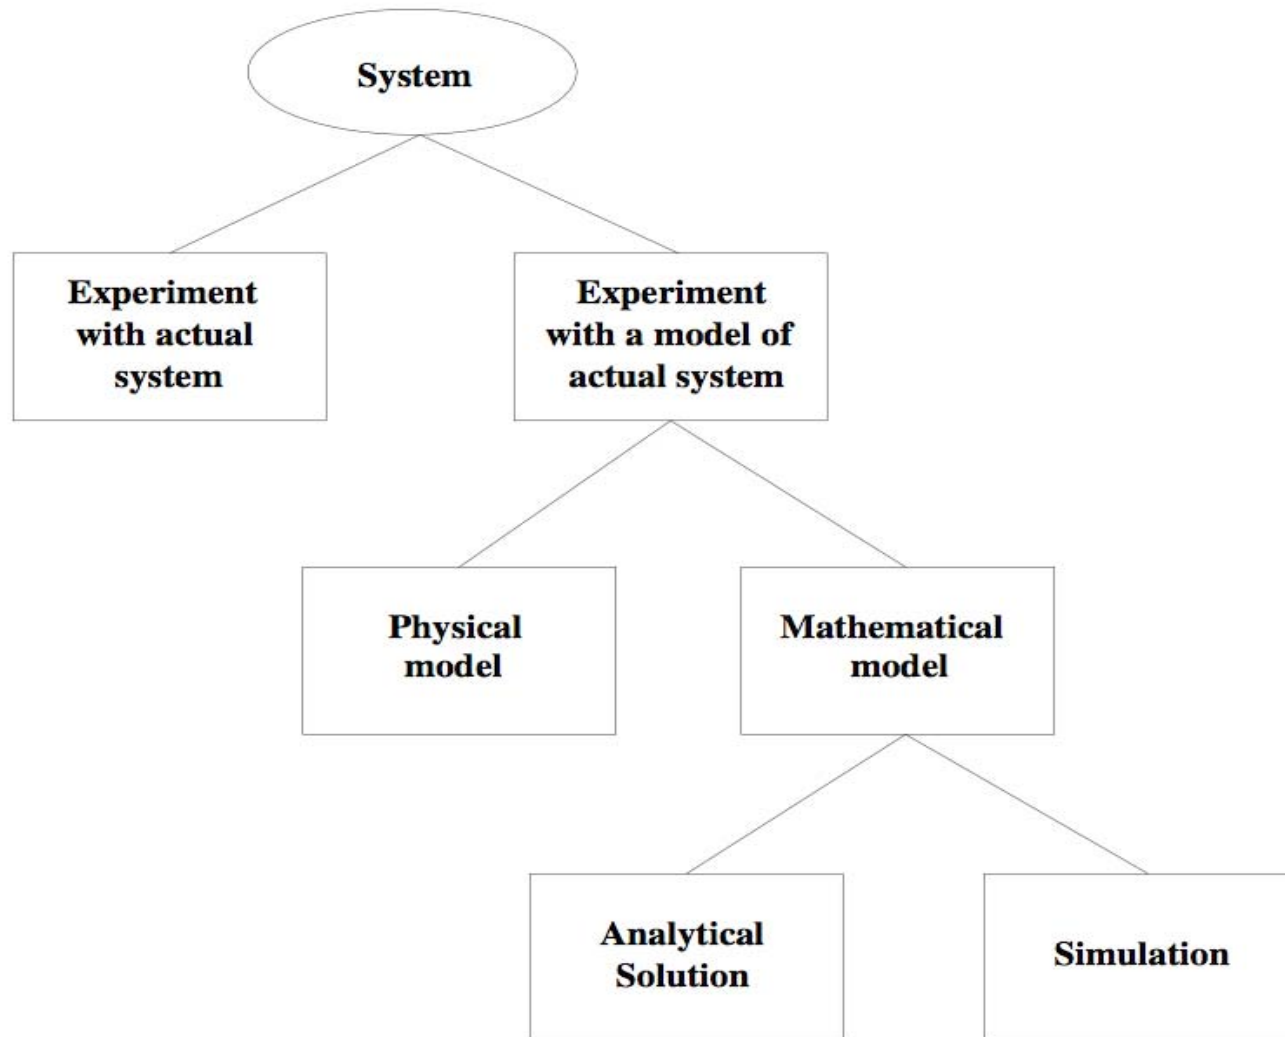 System
Experiment
with actual
system
Experiment
with a model of
actual system
Physical
model
Mathematical
model
Analytical
Solution
Simulation